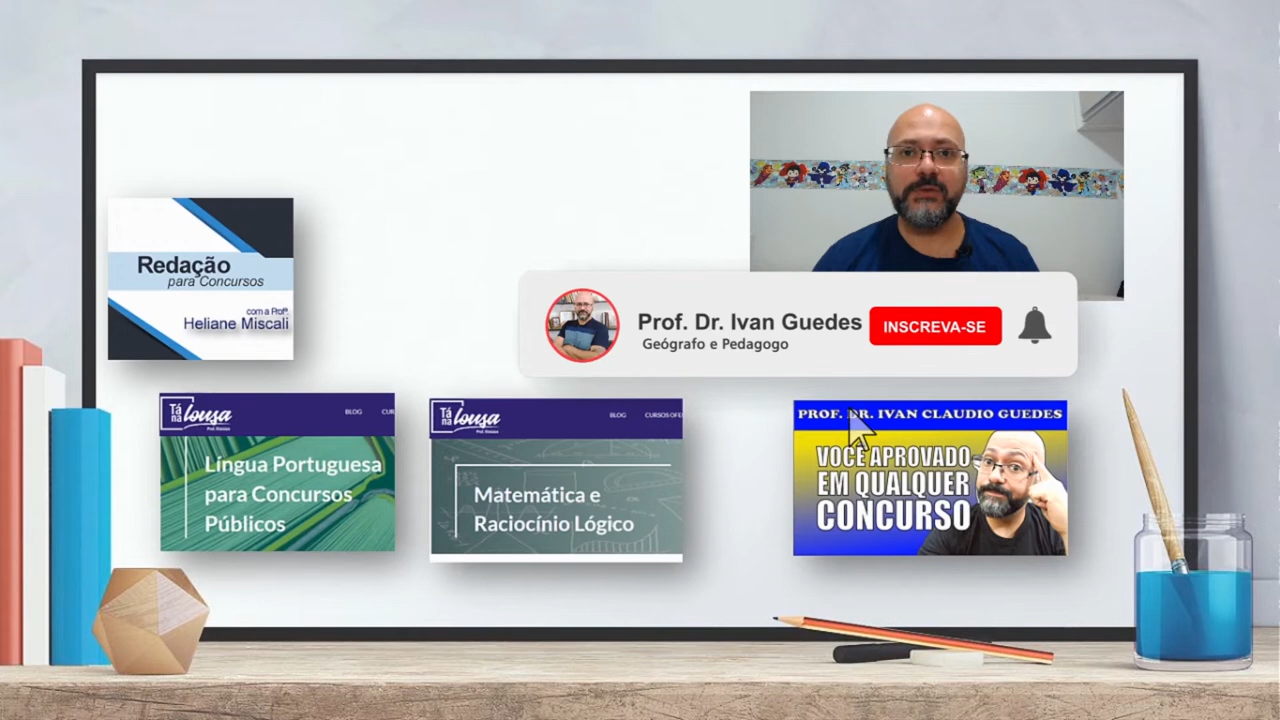 Redação
para Concursos
com a Profª.
Heliane Miscali
Prof. Dr. Ivan Guedes
Geógrafo e Pedagogo
INSCREVA-SE
Tá na lousa
BLOG
CUR
Língua Portuguesa
para Concursos
Públicos
Tá na lousa
BLOG
CURSOS OFE
Matemática e
Raciocínio Lógico
PROF. DR. IVAN CLAUDIO GUEDES
VOCÊ APROVADO
EM QUALQUER
CONCURSO